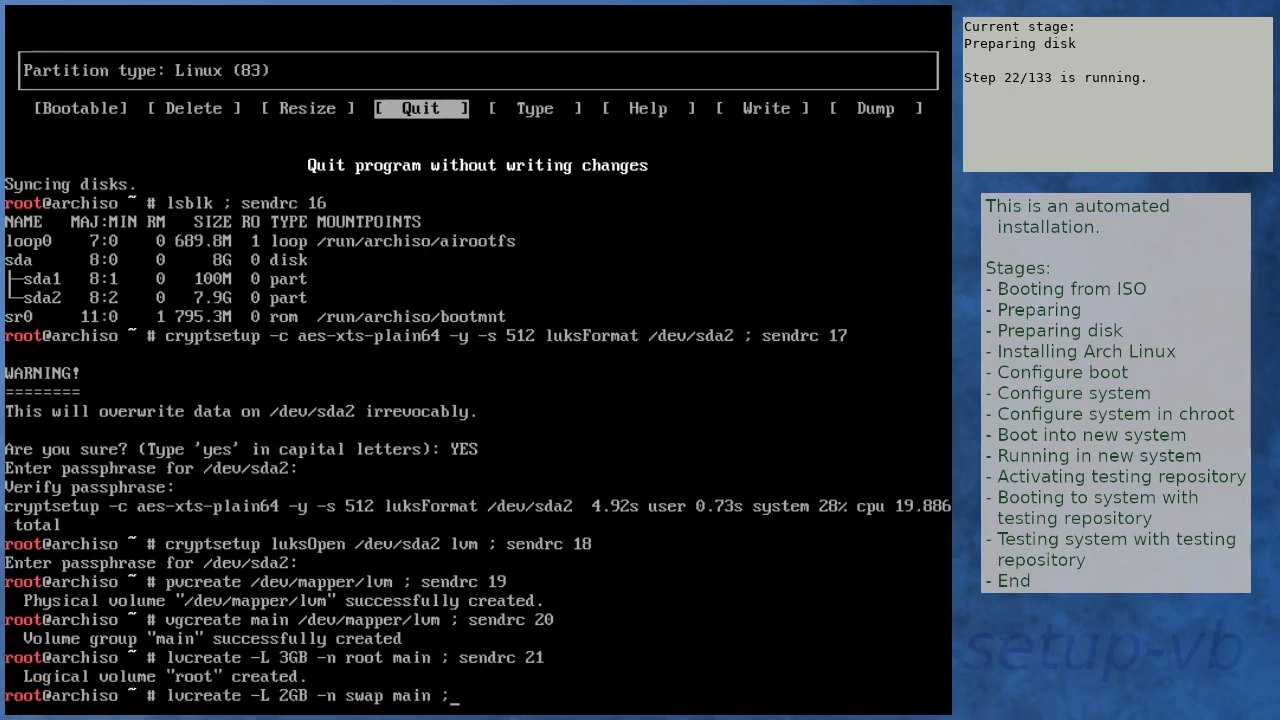 Partition type: Linux (83)
[Bootable] [ Delete ] [ Resize ] [ Quit ] [ Type ] [ Help ] [ Write ] [ Dump ]
Quit program without writing changes
Syncing disks.
root@archiso ~ # lsblk ; sendrc 16
NAME MAJ:MIN RM SIZE RO TYPE MOUNTPOINTS
loop0 7:0 0 689.8M 1 loop /run/archiso/airootfs
sda 8:0 0 8G 0 disk
├─sda1 8:1 0 100M 0 part
└─sda2 8:2 0 7.9G 0 part
sr0 11:0 1 795.3M 0 rom /run/archiso/bootmnt
root@archiso ~ # cryptsetup -c aes-xts-plain64 -y -s 512 luksFormat /dev/sda2 ; sendrc 17
WARNING!
========
This will overwrite data on /dev/sda2 irrevocably.
Are you sure? (Type 'yes' in capital letters): YES
Enter passphrase for /dev/sda2:
Verify passphrase:
cryptsetup -c aes-xts-plain64 -y -s 512 luksFormat /dev/sda2 4.92s user 0.73s system 28% cpu 19.886
total
root@archiso ~ # cryptsetup luksOpen /dev/sda2 lvm ; sendrc 18
Enter passphrase for /dev/sda2:
root@archiso ~ # pvcreate /dev/mapper/lvm ; sendrc 19
Physical volume "/dev/mapper/lvm" successfully created.
root@archiso ~ # vgcreate main /dev/mapper/lvm ; sendrc 20
Volume group "main" successfully created
root@archiso ~ # lvcreate -L 3GB -n root main ; sendrc 21
Logical volume "root" created.
root@archiso ~ # lvcreate -L 2GB -n swap main ;_
Current stage:
Preparing disk
Step 22/133 is running.
This is an automated
installation.
Stages:
- Booting from ISO
- Preparing
- Preparing disk
- Installing Arch Linux
- Configure boot
- Configure system
- Configure system in chroot
- Boot into new system
- Running in new system
- Activating testing repository
- Booting to system with
testing repository
- Testing system with testing
repository
- End
setup-vb